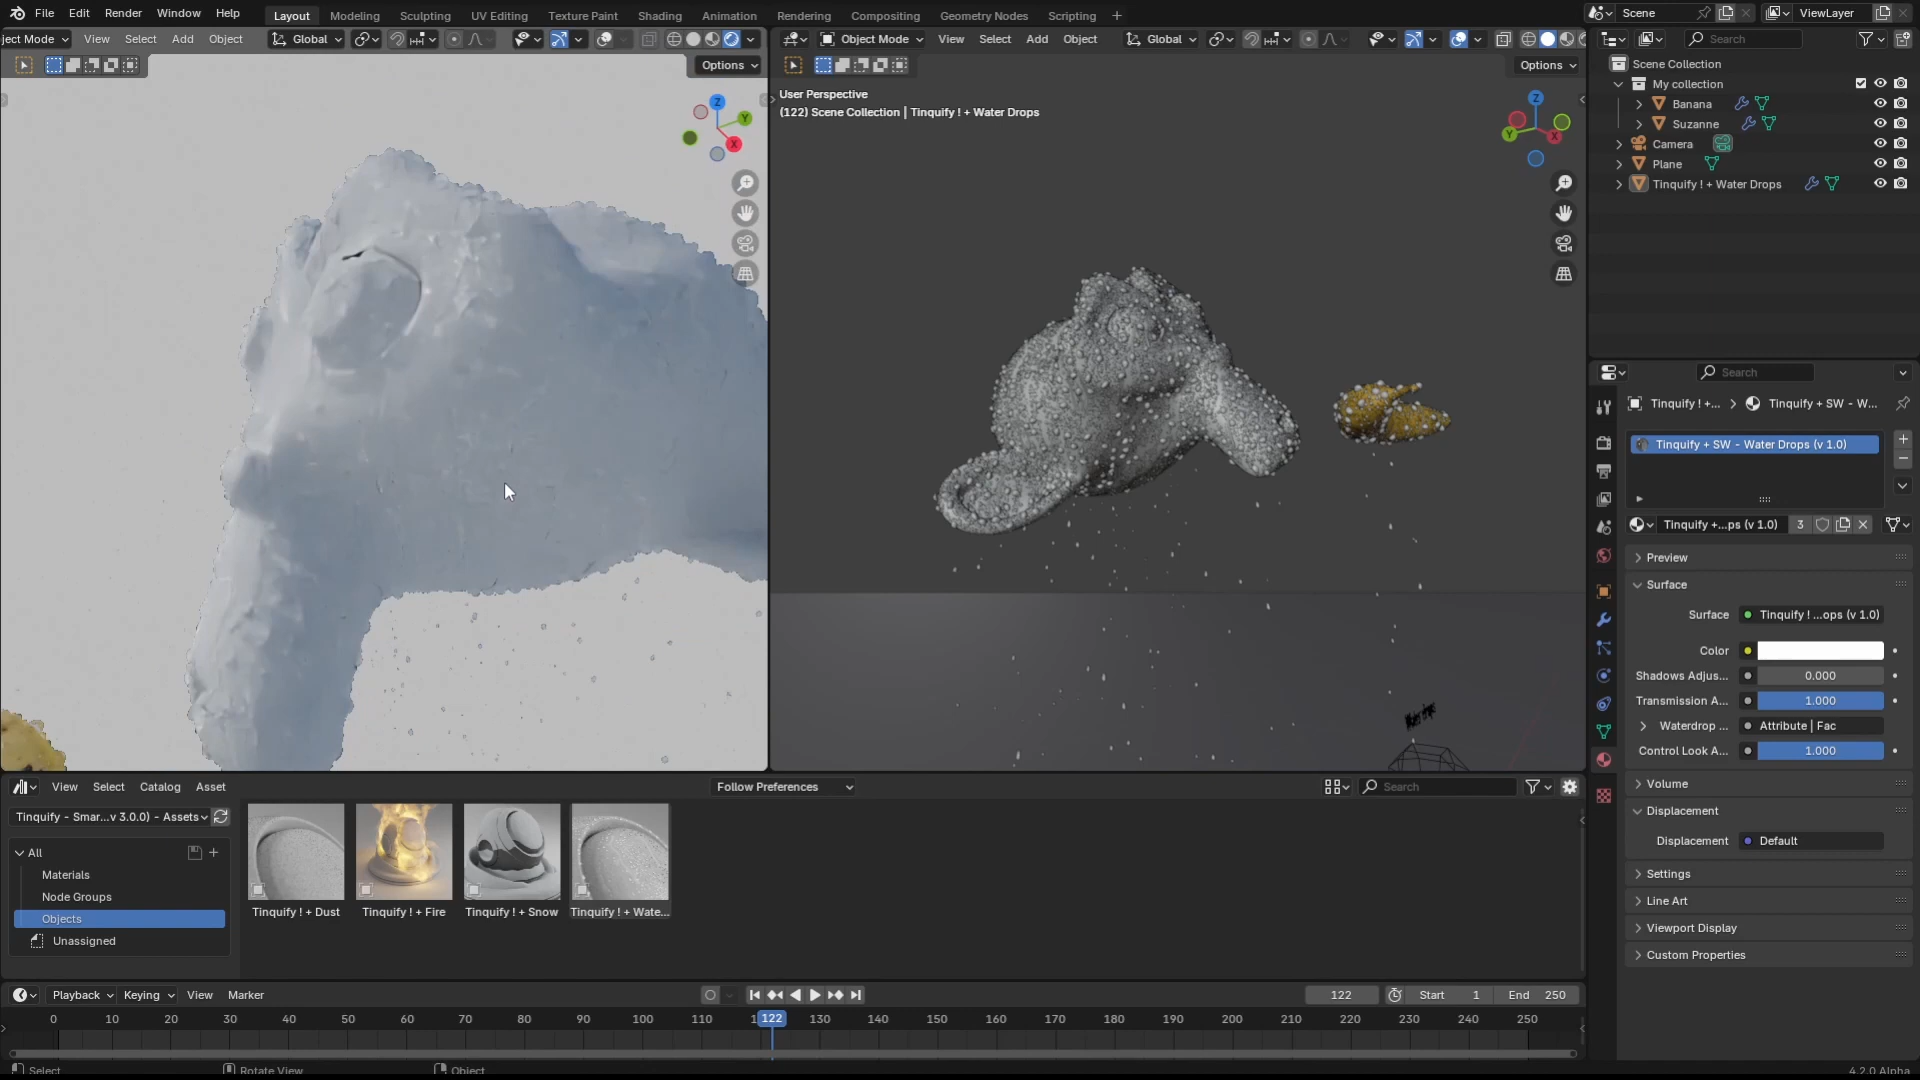 File Edit Render Window Help Layout Modeling Sculpting UV Editing Texture Paint Shading Animation Rendering Compositing Geometry Nodes Scripting + Scene ViewLayer
ject Mode View Select Add Object Global
Object Mode View Select Add Object Global
Search
Options
Options
User Perspective
(122) Scene Collection | Tinquify ! + Water Drops
Z
Y
X
Z
Y
X
Scene Collection
My collection
Banana
Suzanne
Camera
Plane
Tinquify ! + Water Drops
Search
Tinquify ! +... Tinquify + SW - W...
Tinquify + SW - Water Drops (v 1.0)
Tinquify +...ps (v 1.0) 3
Preview
Surface
Surface Tinquify ! ...ops (v 1.0)
Color
Shadows Adjus... 0.000
Transmission A... 1.000
Waterdrop ... Attribute | Fac
Control Look A... 1.000
Volume
Displacement
Displacement Default
Settings
Line Art
Viewport Display
Custom Properties
View Select Catalog Asset Follow Preferences Search
Tinquify - Smar...v 3.0.0) - Assets
All
Materials
Node Groups
Objects
Unassigned
Tinquify ! + Dust Tinquify ! + Fire Tinquify ! + Snow Tinquify ! + Wate...
Playback Keying View Marker 122 Start 1 End 250
0 10 20 30 40 50 60 70 80 90 100 110 1 122 130 140 150 160 170 180 190 200 210 220 230 240 250
Select Rotate View Object 4.2.0 Alpha